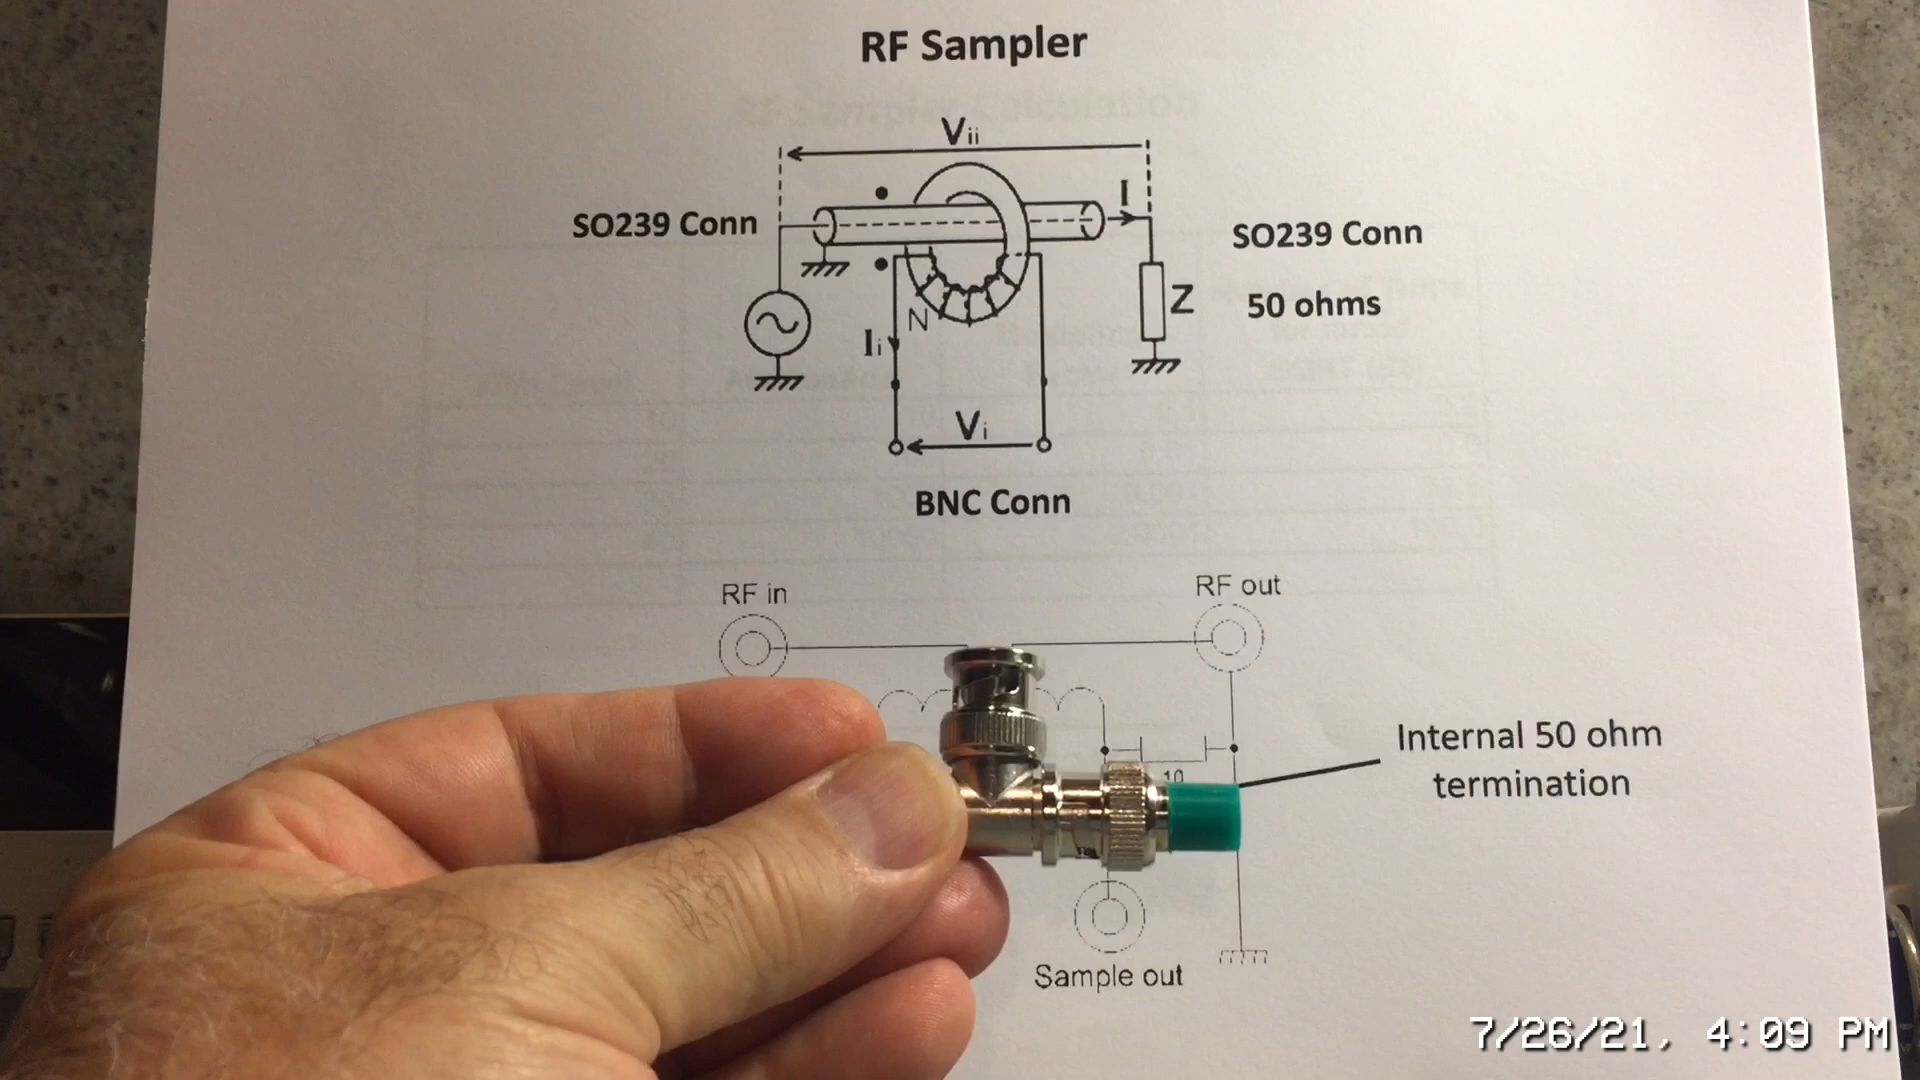 RF Sampler
Vii
SO239 Conn
I
SO239 Conn
Z
50 ohms
N
Ii
Vi
BNC Conn
RF in
RF out
Internal 50 ohm
termination
10
Sample out
7/26/21, 4:09 PM